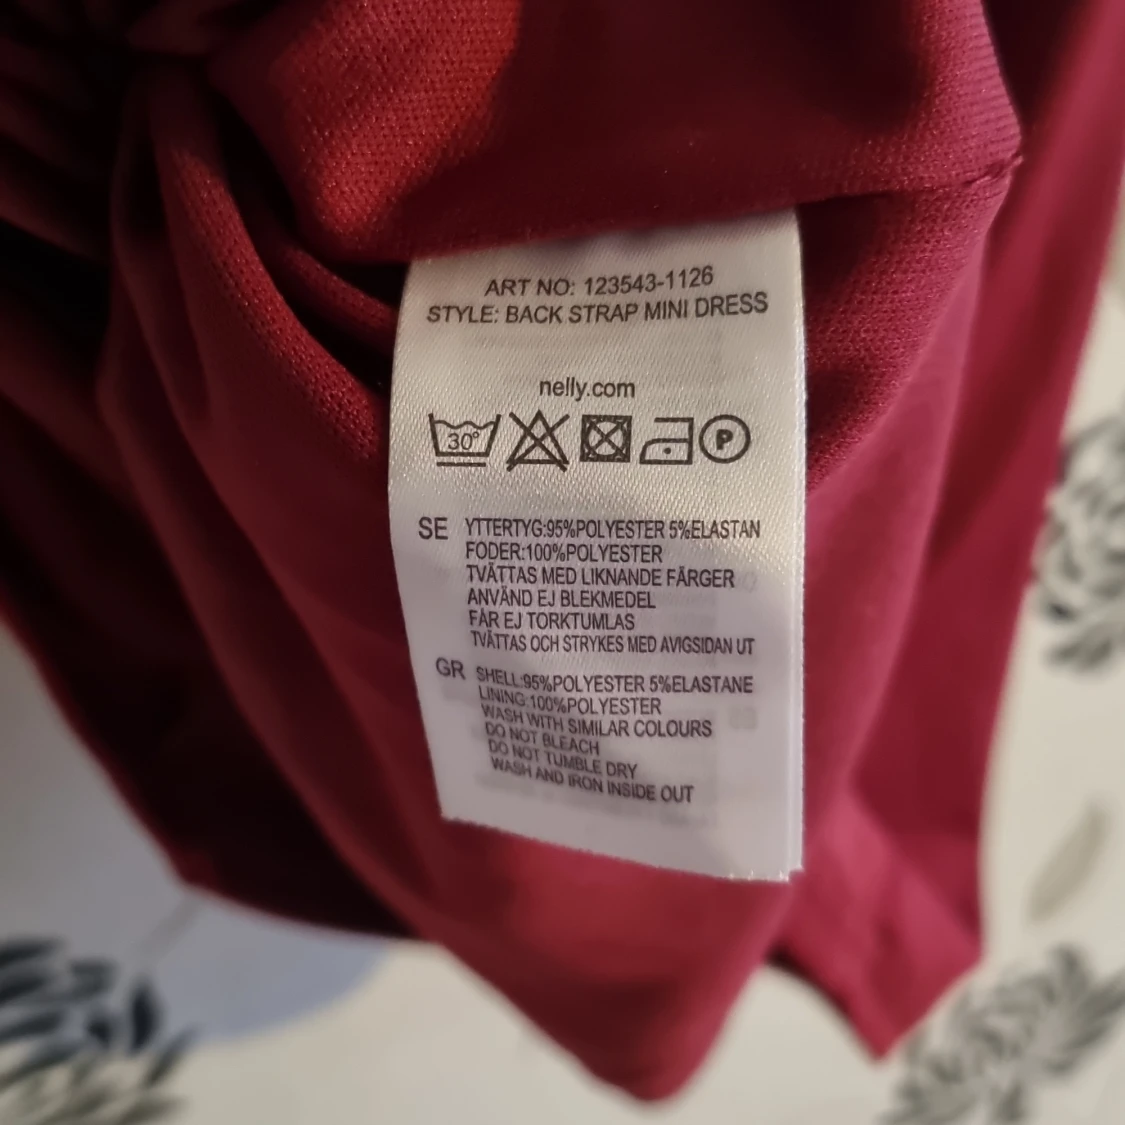 ART NO: 123543-1126
STYLE: BACK STRAP MINI DRESS
nelly.com
30°
P
SE YTTERTYG:95%POLYESTER 5%ELASTAN
FODER:100%POLYESTER
TVÄTTAS MED LIKNANDE FÄRGER
ANVÄND EJ BLEKMEDEL
FÅR EJ TORKTUMLAS
TVÄTTAS OCH STRYKES MED AVIGSIDAN UT
GR SHELL:95%POLYESTER 5%ELASTANE
LINING:100%POLYESTER
WASH WITH SIMILAR COLOURS
DO NOT BLEACH
DO NOT TUMBLE DRY
WASH AND IRON INSIDE OUT